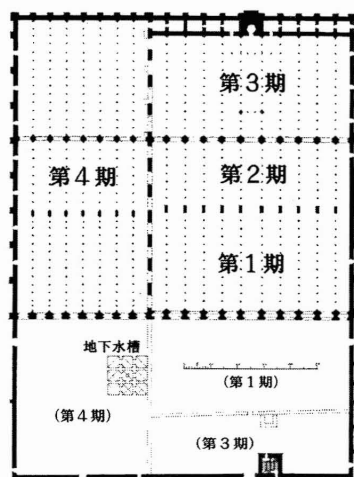 第3期
第4期
第2期
第1期
地下水槽
(第1期)
(第4期)
(第3期)